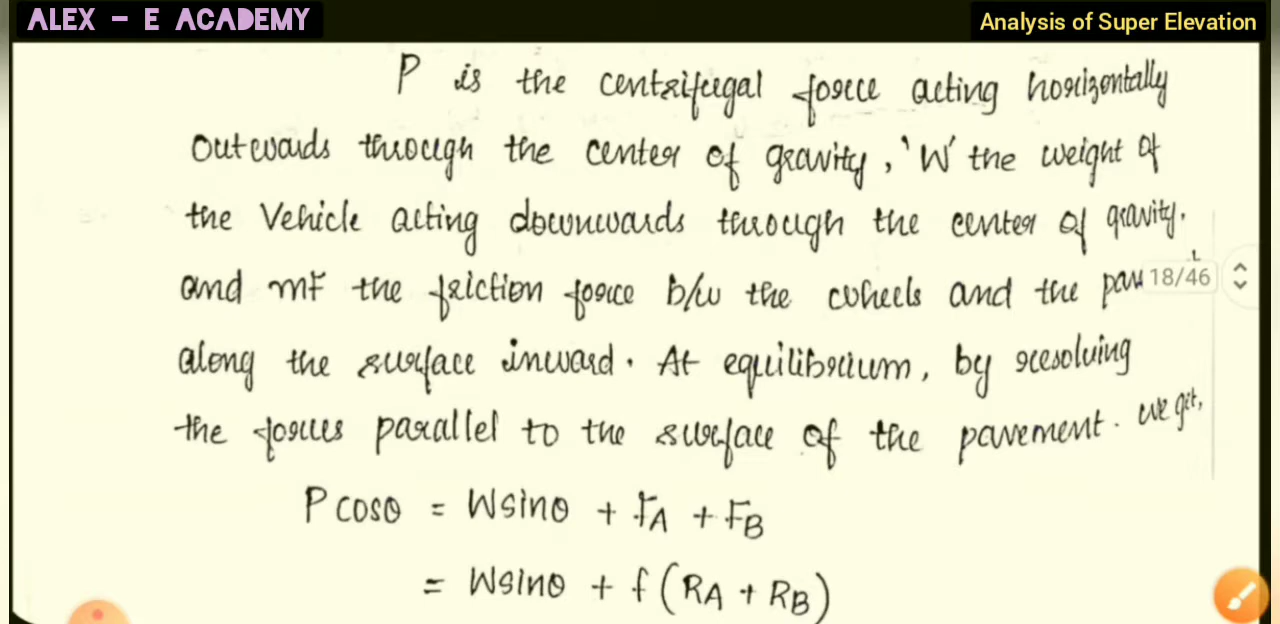 ALEX - E ACADEMY
Analysis of Super Elevation
P is the centrifugal force acting horizontally
outwards through the center of gravity, 'W' the weight of
the Vehicle acting downwards through the center of gravity.
and mF the friction force b/w the wheels and the
18/46
along the surface inward. At equilibrium, by resolving
the forces parallel to the surface of the pavement. we get,
P cosθ = Wsinθ + FA + FB
= Wsinθ + f (RA + RB)